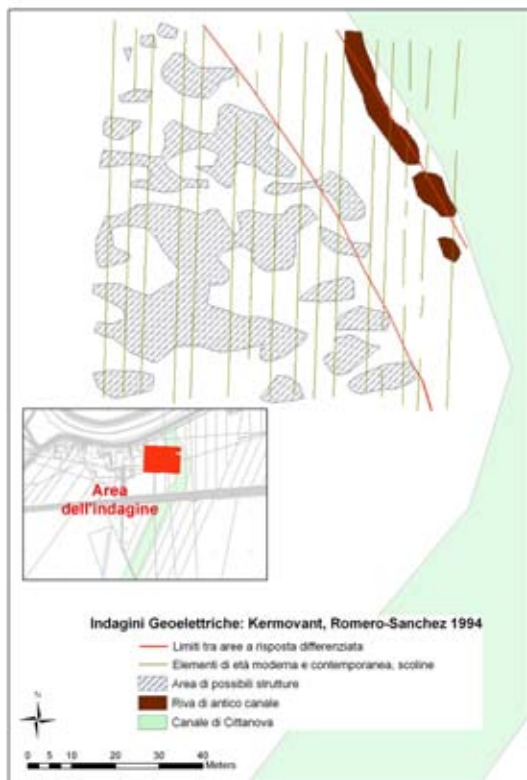 Area
dell'indagine
Indagini Geoelettriche: Kermovant, Romero-Sanchez 1994
Limiti tra aree a risposta differenziata
Elementi di età moderna e contemporanea, scoline
Area di possibili strutture
Riva di antico canale
Canale di Cittanova
N
0 5 10 20 30 40
Meters